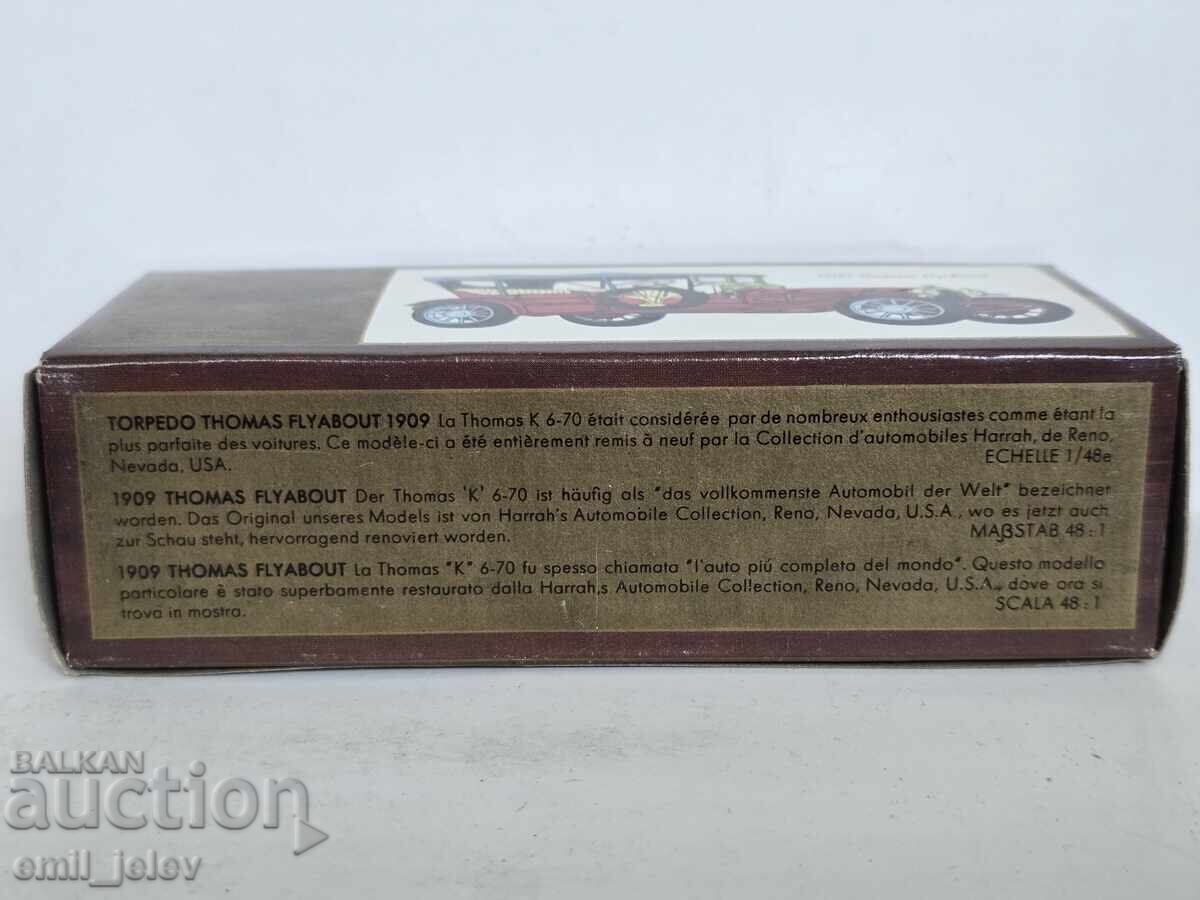 TORPEDO THOMAS FLYABOUT 1909 La Thomas K 6-70 était considérée par de nombreux enthousiastes comme étant la
plus parfaite des voitures. Ce modèle-ci a été entièrement remis à neuf par la Collection d'automobiles Harrah, de Reno,
Nevada, USA. ECHELLE 1/48e
1909 THOMAS FLYABOUT Der Thomas 'K' 6-70 ist häufig als "das vollkommenste Automobil der Welt" bezeichnet
worden. Das Original unseres Models ist von Harrah's Automobile Collection, Reno, Nevada, U.S.A., wo es jetzt auch
zur Schau steht, hervorragend renoviert worden. MAßSTAB 48:1
1909 THOMAS FLYABOUT La Thomas "K" 6-70 fu spesso chiamata "l'auto piú completa del mondo". Questo modello
particolare è stato superbamente restaurato dalla Harrah,s Automobile Collection, Reno, Nevada, U.S.A., dove ora si
trova in mostra. SCALA 48:1
BALKAN
auction
emil_jelev